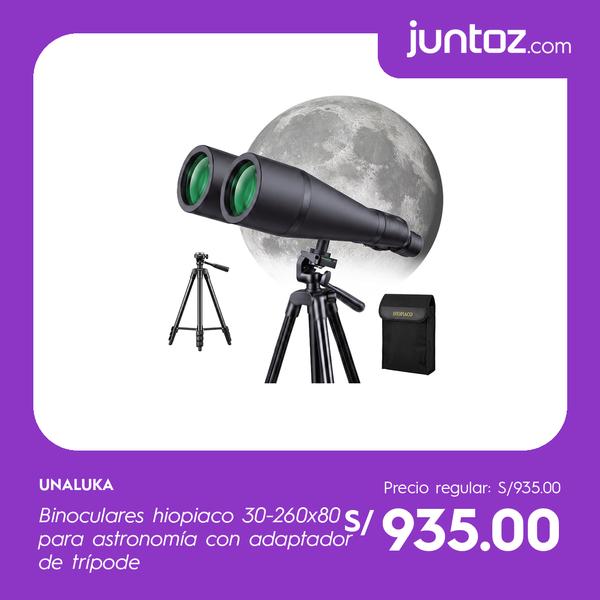 juntoz.com
HIOPIACO
UNALUKA
Binoculares hiopiaco 30-260x80
para astronomía con adaptador
de trípode
Precio regular: S/935.00
S/ 935.00